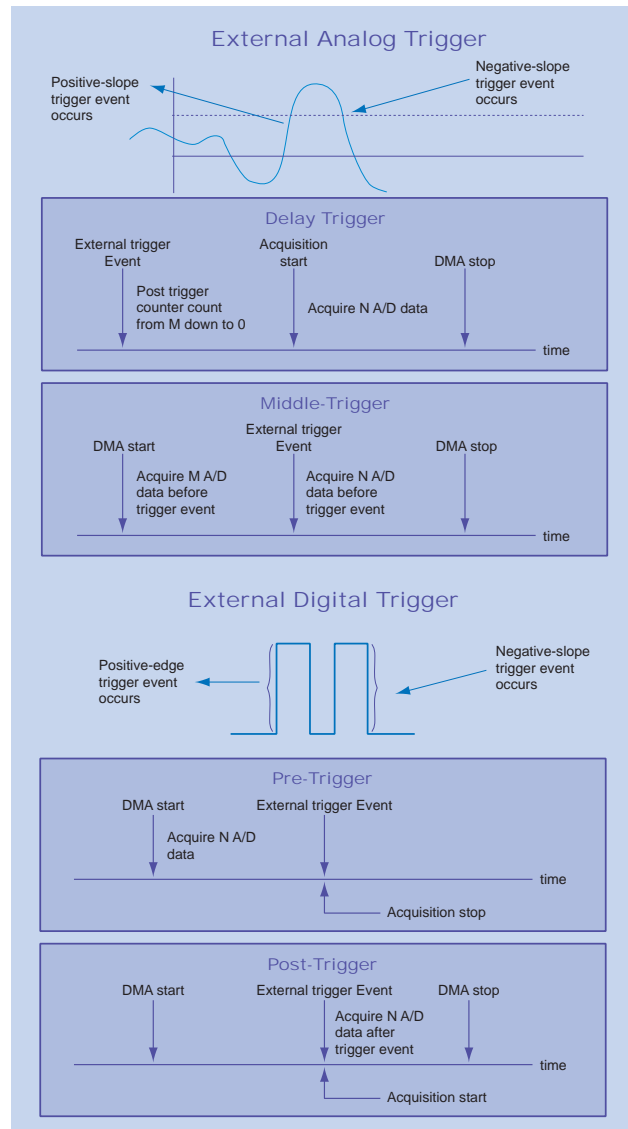 External Analog Trigger
Positive-slope
trigger event
occurs
Negative-slope
trigger event
occurs
Delay Trigger
External trigger
Event
Acquisition
start
DMA stop
Post trigger
counter count
from M down to 0
Acquire N A/D data
time
Middle-Trigger
DMA start
External trigger
Event
DMA stop
Acquire M A/D
data before
trigger event
Acquire N A/D
data before
trigger event
time
External Digital Trigger
Positive-edge
trigger event
occurs
Negative-slope
trigger event
occurs
Pre-Trigger
DMA start
External trigger Event
Acquire N A/D
data
time
Acquisition stop
Post-Trigger
DMA start
External trigger Event
DMA stop
Acquire N A/D
data after
trigger event
time
Acquisition start